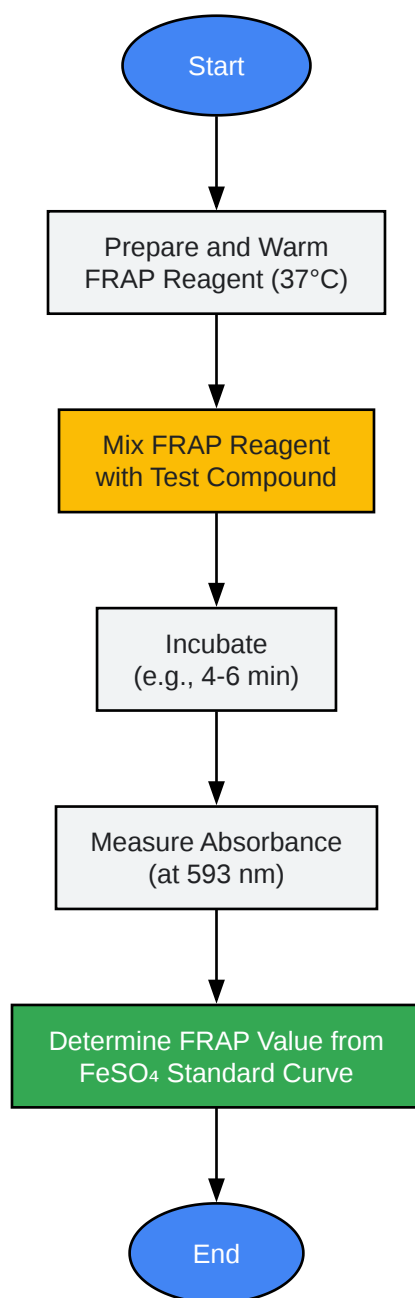 Start
Prepare and Warm
FRAP Reagent (37°C)
Mix FRAP Reagent
with Test Compound
Incubate
(e.g., 4-6 min)
Measure Absorbance
(at 593 nm)
Determine FRAP Value from
FeSO₄ Standard Curve
End